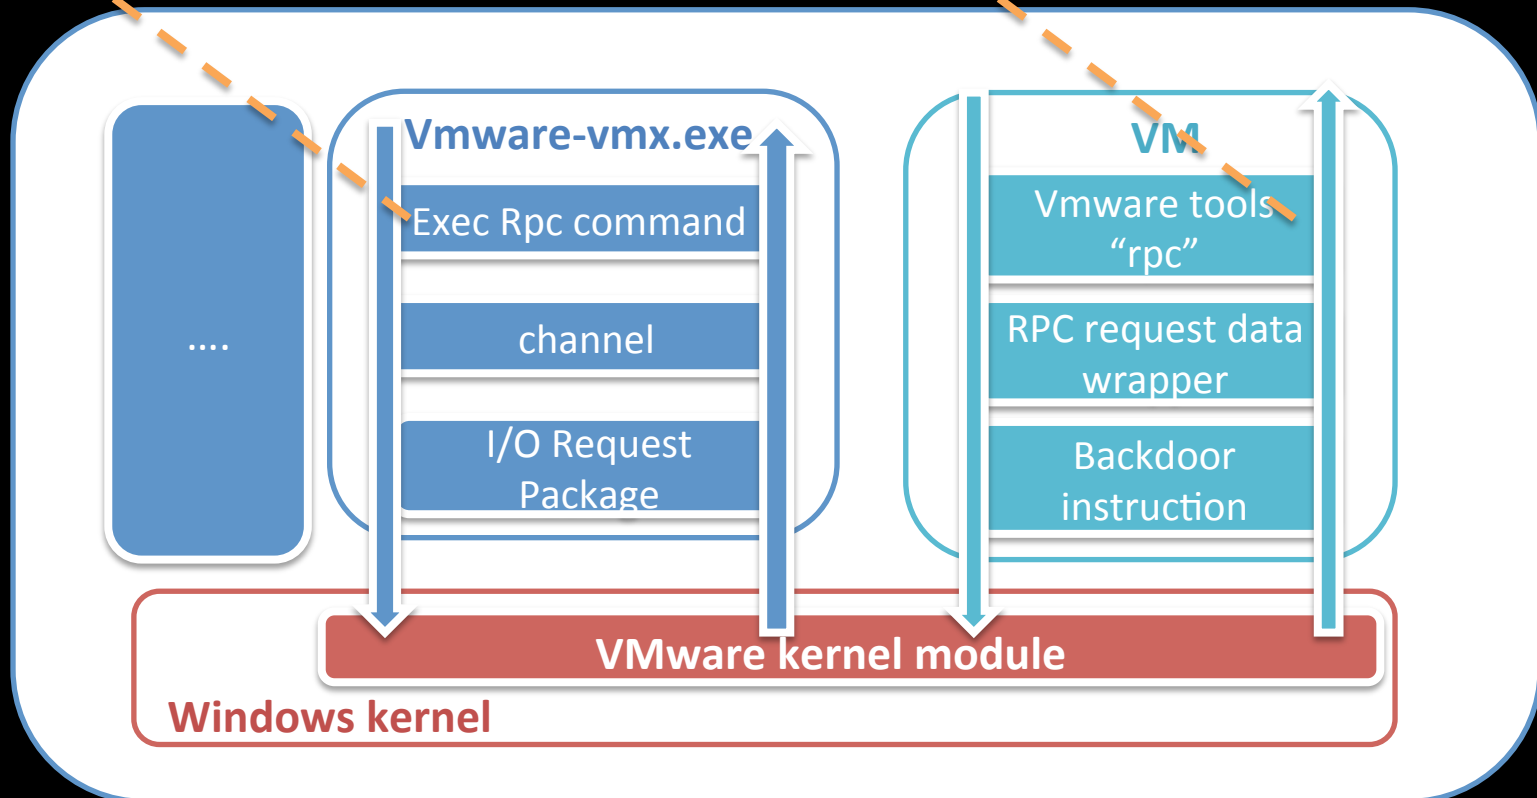 ....
Vmware-vmx.exe
Exec Rpc command
channel
I/O Request
Package
VM
Vmware tools
“rpc”
RPC request data
wrapper
Backdoor
instruction
VMware kernel module
Windows kernel